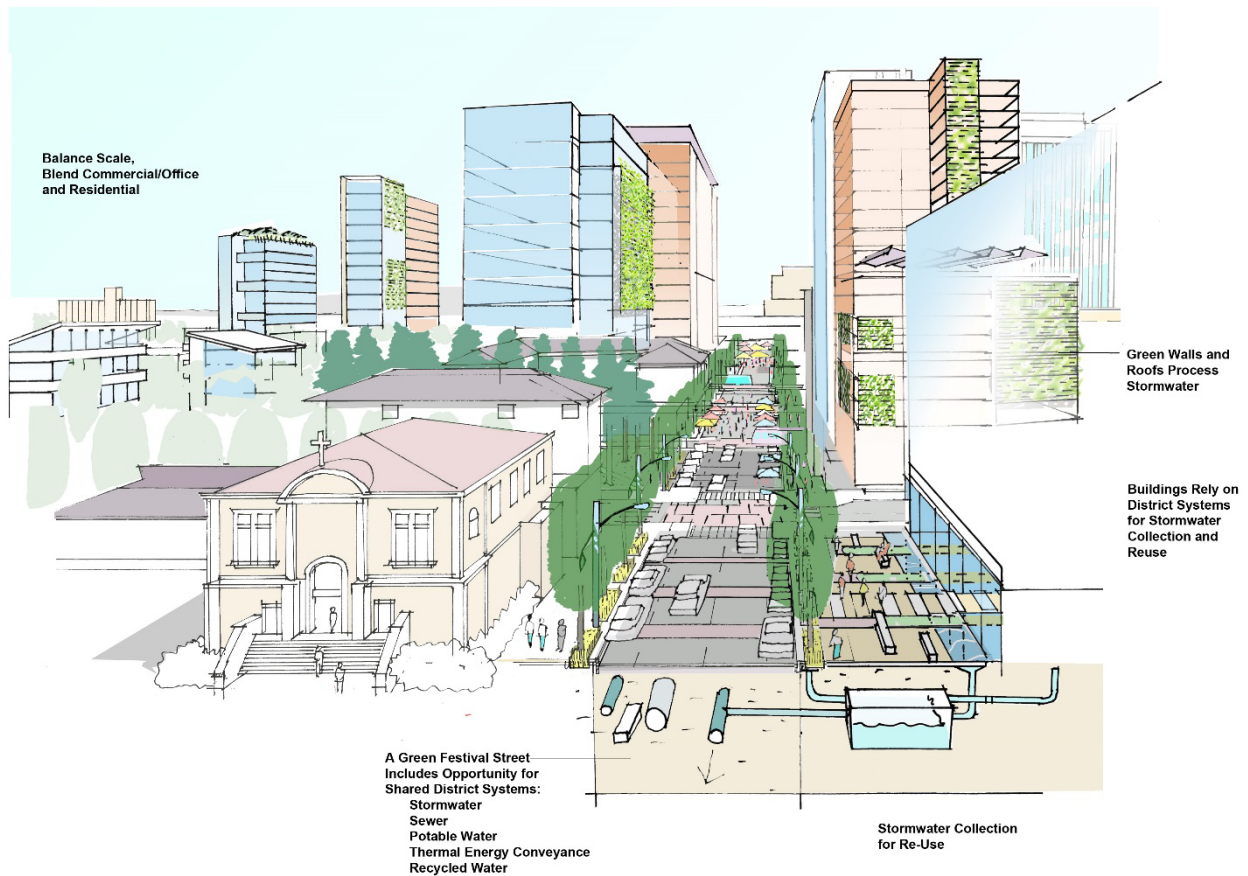 Balance Scale,
Blend Commercial/Office
and Residential
Green Walls and
Roofs Process
Stormwater
Buildings Rely on
District Systems
for Stormwater
Collection and
Reuse
A Green Festival Street
Includes Opportunity for
Shared District Systems:
Stormwater
Sewer
Potable Water
Thermal Energy Conveyance
Recycled Water
Stormwater Collection
for Re-Use